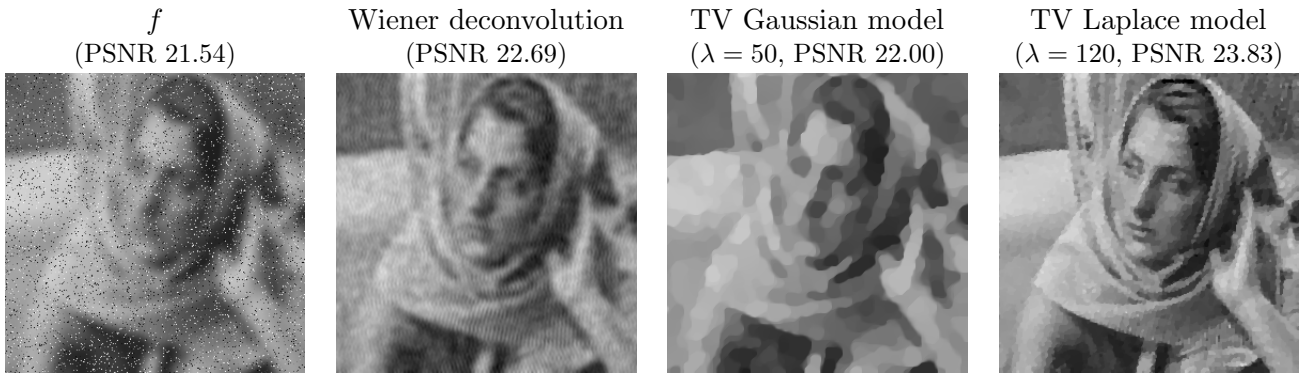 f
(PSNR 21.54)
Wiener deconvolution
(PSNR 22.69)
TV Gaussian model
(λ = 50, PSNR 22.00)
TV Laplace model
(λ = 120, PSNR 23.83)